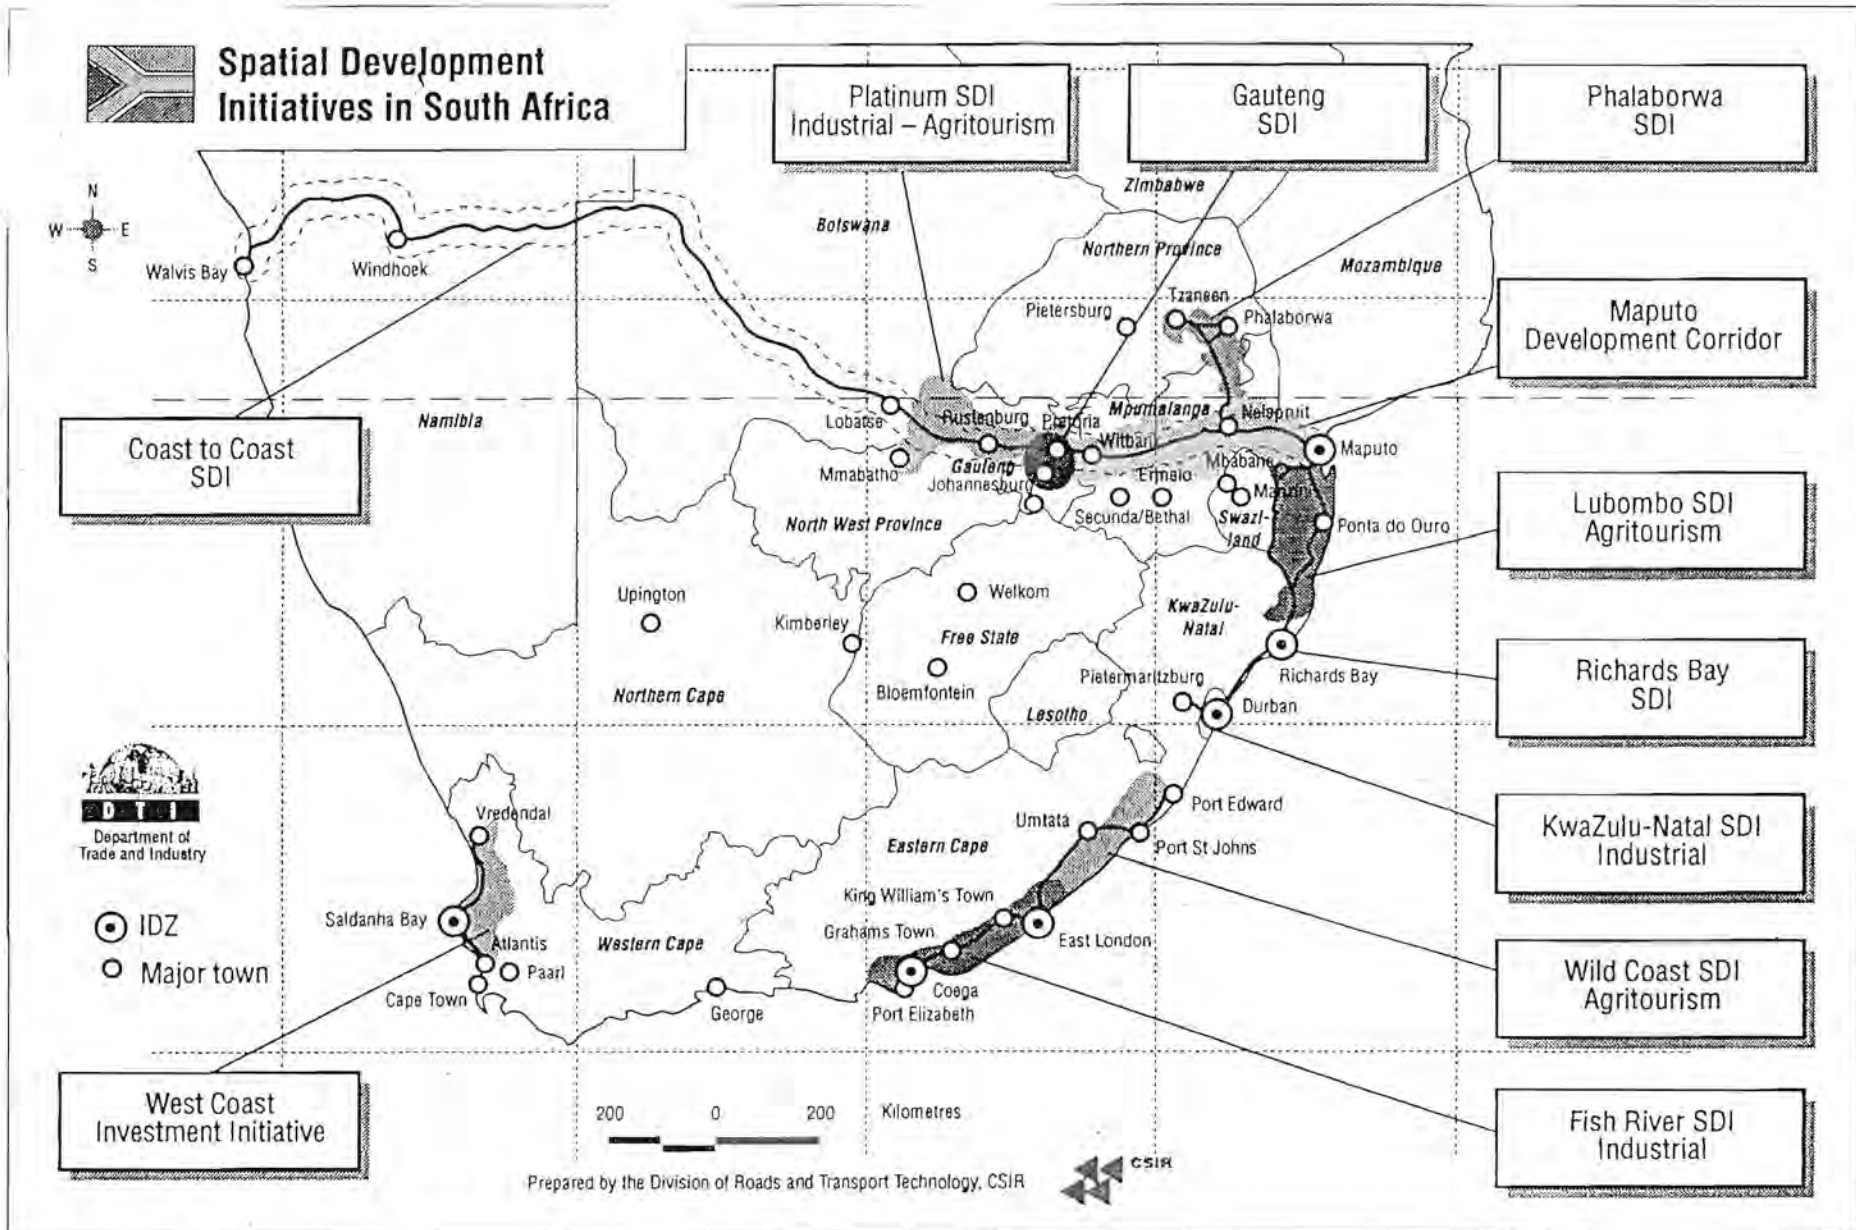 Spatial Development
Initiatives in South Africa
Platinum SDI
Industrial – Agritourism
Gauteng
SDI
Phalaborwa
SDI
N
W
E
S
Zimbabwe
Botswana
Northern Province
Mozambique
Walvis Bay
Windhoek
Tzaneen
Pietersburg
Phalaborwa
Maputo
Development Corridor
Coast to Coast
SDI
Namibia
Lobatse
Rustenburg
Pretoria
Mpumalanga
Nelspruit
Witbank
Maputo
Mmabatho
Gauteng
Johannesburg
Mbabane
Ermelo
Manzini
Secunda/Bethal
Swazi-
land
Ponta do Ouro
North West Province
Lubombo SDI
Agritourism
Upington
Welkom
Kimberley
Free State
KwaZulu-
Natal
Northern Cape
Bloemfontein
Pietermaritzburg
Richards Bay
Lesotho
Durban
Richards Bay
SDI
DTI
Department of
Trade and Industry
Vredendal
Umtata
Port Edward
Port St Johns
Eastern Cape
KwaZulu-Natal SDI
Industrial
King William's Town
Saldanha Bay
Grahams Town
East London
Atlantis
Western Cape
Paarl
Cape Town
George
Coega
Port Elizabeth
Wild Coast SDI
Agritourism
IDZ
Major town
West Coast
Investment Initiative
200 0 200 Kilometres
Fish River SDI
Industrial
Prepared by the Division of Roads and Transport Technology, CSIR
CSIR